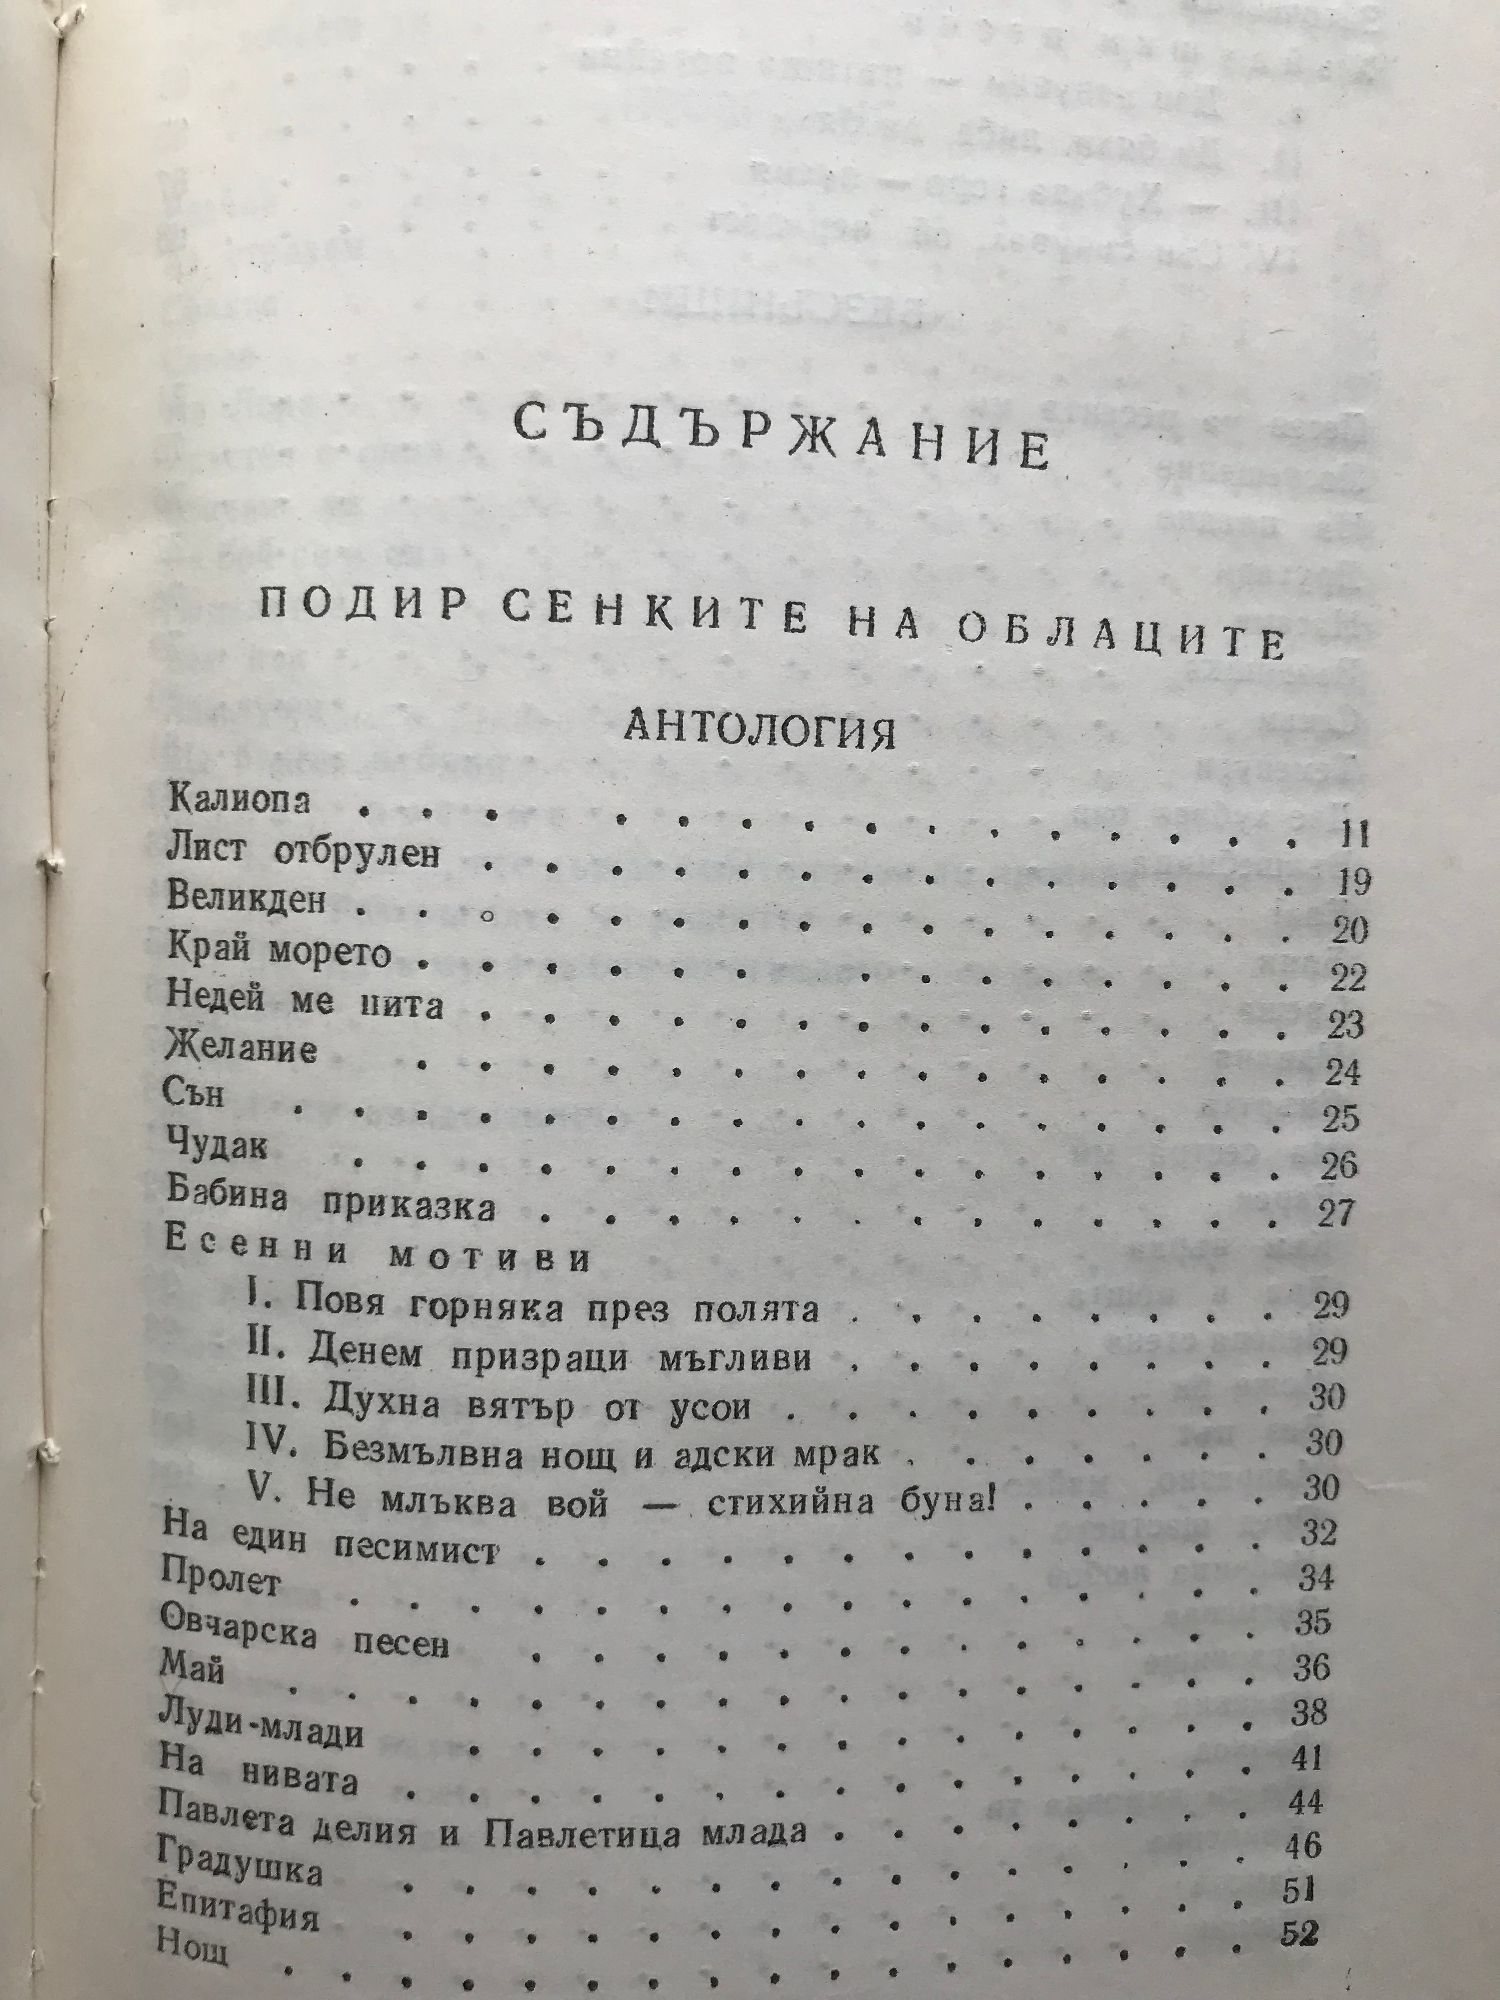 СЪДЪРЖАНИЕ
ПОДИР СЕНКИТЕ НА ОБЛАЦИТЕ
АНТОЛОГИЯ
Калиопа . . . . . . . . . . . . . . . 11
Лист отбрулен . . . . . . . . . . . . . . 19
Великден . . . . . . . . . . . . . . . . 20
Край морето . . . . . . . . . . . . . . 22
Недей ме пита . . . . . . . . . . . . . . 23
Желание . . . . . . . . . . . . . . . 24
Сън . . . . . . . . . . . . . . . . . 25
Чудак . . . . . . . . . . . . . . . . 26
Бабина приказка . . . . . . . . . . . . . 27
Есенни мотиви
I. Повя горняка през полята . . . . . . . . 29
II. Денем призраци мъгливи . . . . . . . . 29
III. Духна вятър от усои . . . . . . . . . 30
IV. Безмълвна нощ и адски мрак . . . . . . . 30
V. Не млъква вой — стихийна буна! . . . . . 30
На един песимист . . . . . . . . . . . . . 32
Пролет . . . . . . . . . . . . . . . . 34
Овчарска песен . . . . . . . . . . . . . 35
Май . . . . . . . . . . . . . . . . . 36
Луди-млади . . . . . . . . . . . . . . 38
На нивата . . . . . . . . . . . . . . . 41
Павлета делия и Павлетица млада . . . . . . . . 44
Градушка . . . . . . . . . . . . . . . 46
Епитафия . . . . . . . . . . . . . . . 51
Нощ . . . . . . . . . . . . . . . . . 52